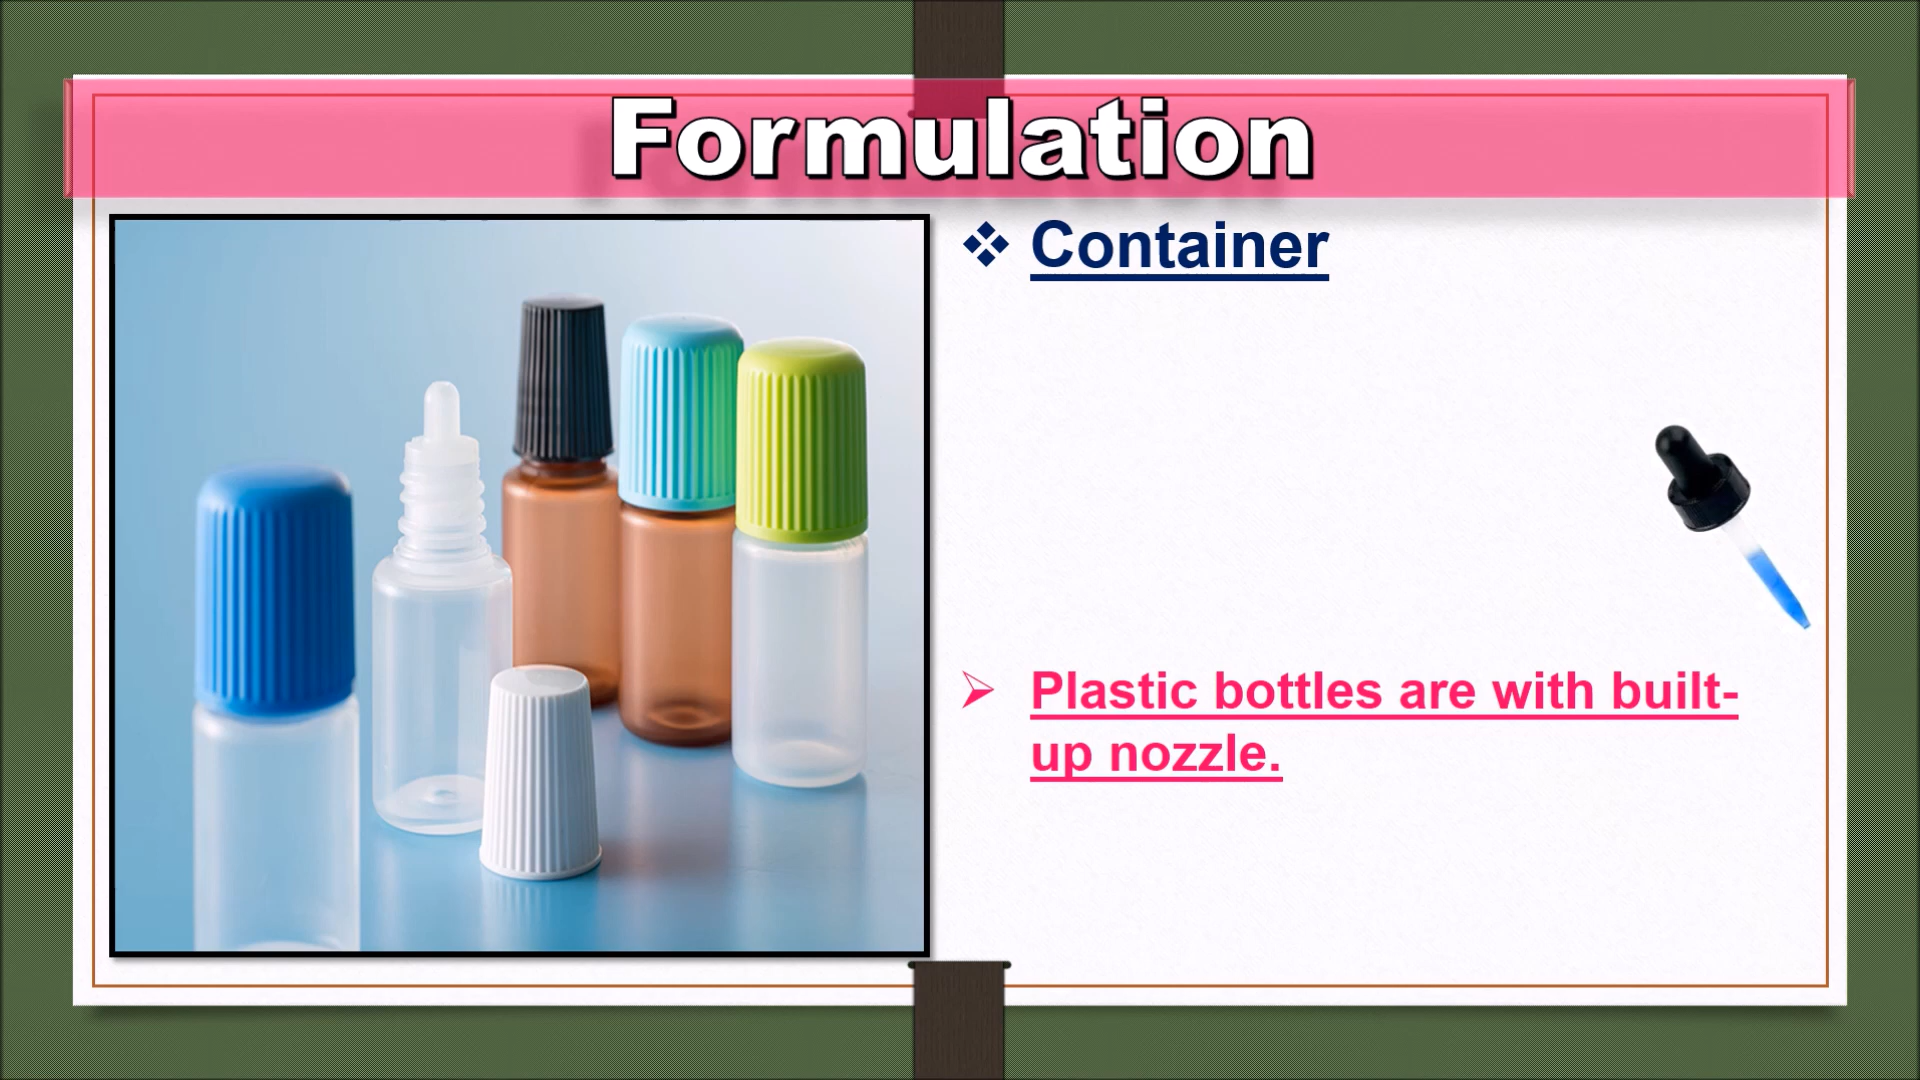 Formulation
Container
Plastic bottles are with built-
up nozzle.